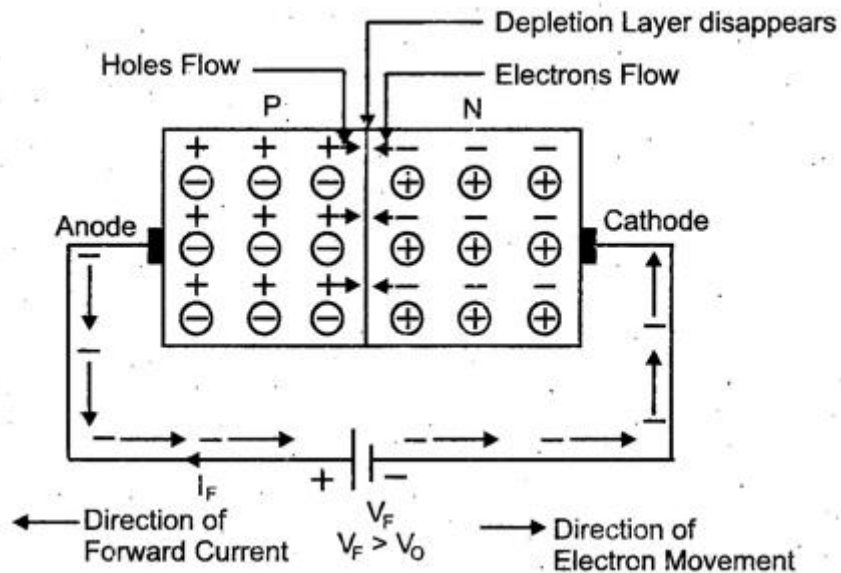 Depletion Layer disappears
Holes Flow
Electrons Flow
P
N
Anode
Cathode
I_F
+
−
V_F
V_F > V_O
Direction of
Forward Current
Direction of
Electron Movement